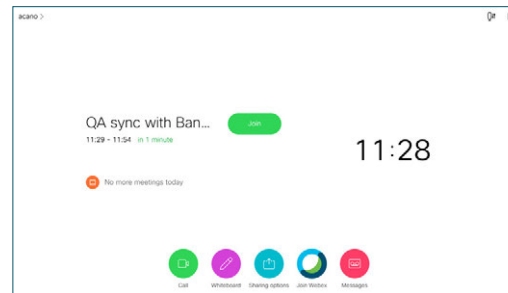 acano >
QA sync with Ban...
Join
11:29 - 11:54 in 1 minute
11:28
No more meetings today
Call
Whiteboard
Sharing options
Join Webex
Messages